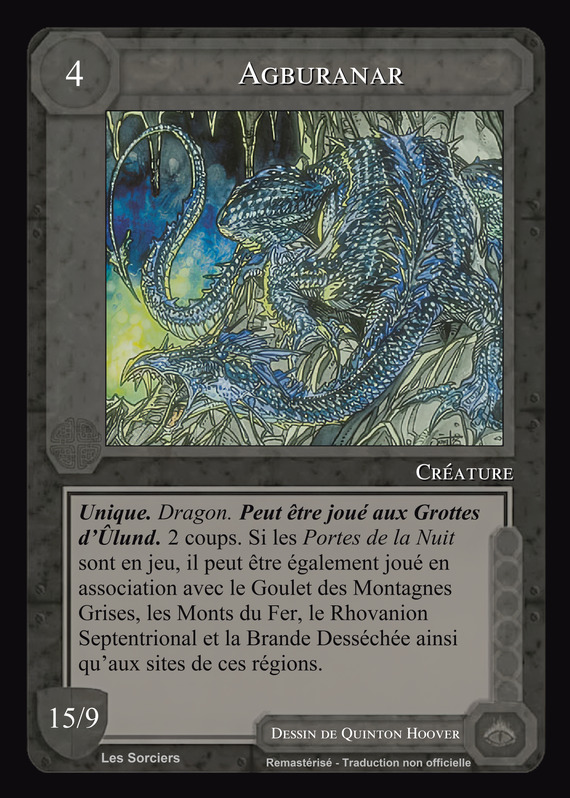 4
AGBURANAR
CRÉATURE
Unique. Dragon. Peut être joué aux Grottes
d'Ûlund. 2 coups. Si les Portes de la Nuit
sont en jeu, il peut être également joué en
association avec le Goulet des Montagnes
Grises, les Monts du Fer, le Rhovanion
Septentrional et la Brande Desséchée ainsi
qu'aux sites de ces régions.
15/9
DESSIN DE QUINTON HOOVER
Les Sorciers
Remastérisé - Traduction non officielle